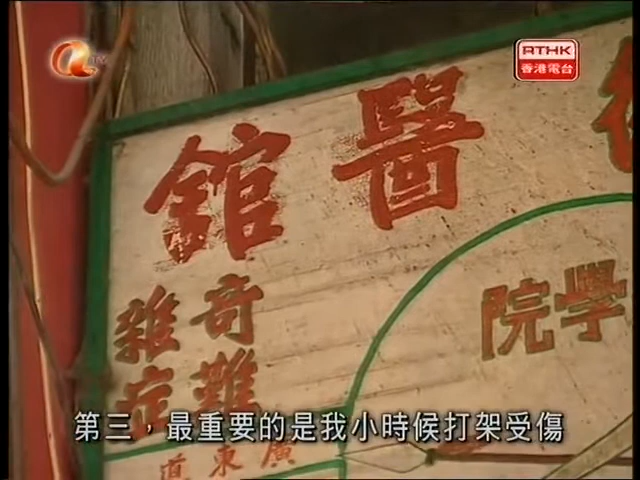 aTV
RTHK
香港電台
醫館
學院
奇難
雜症
廣東道
第三，最重要的是我小時候打架受傷